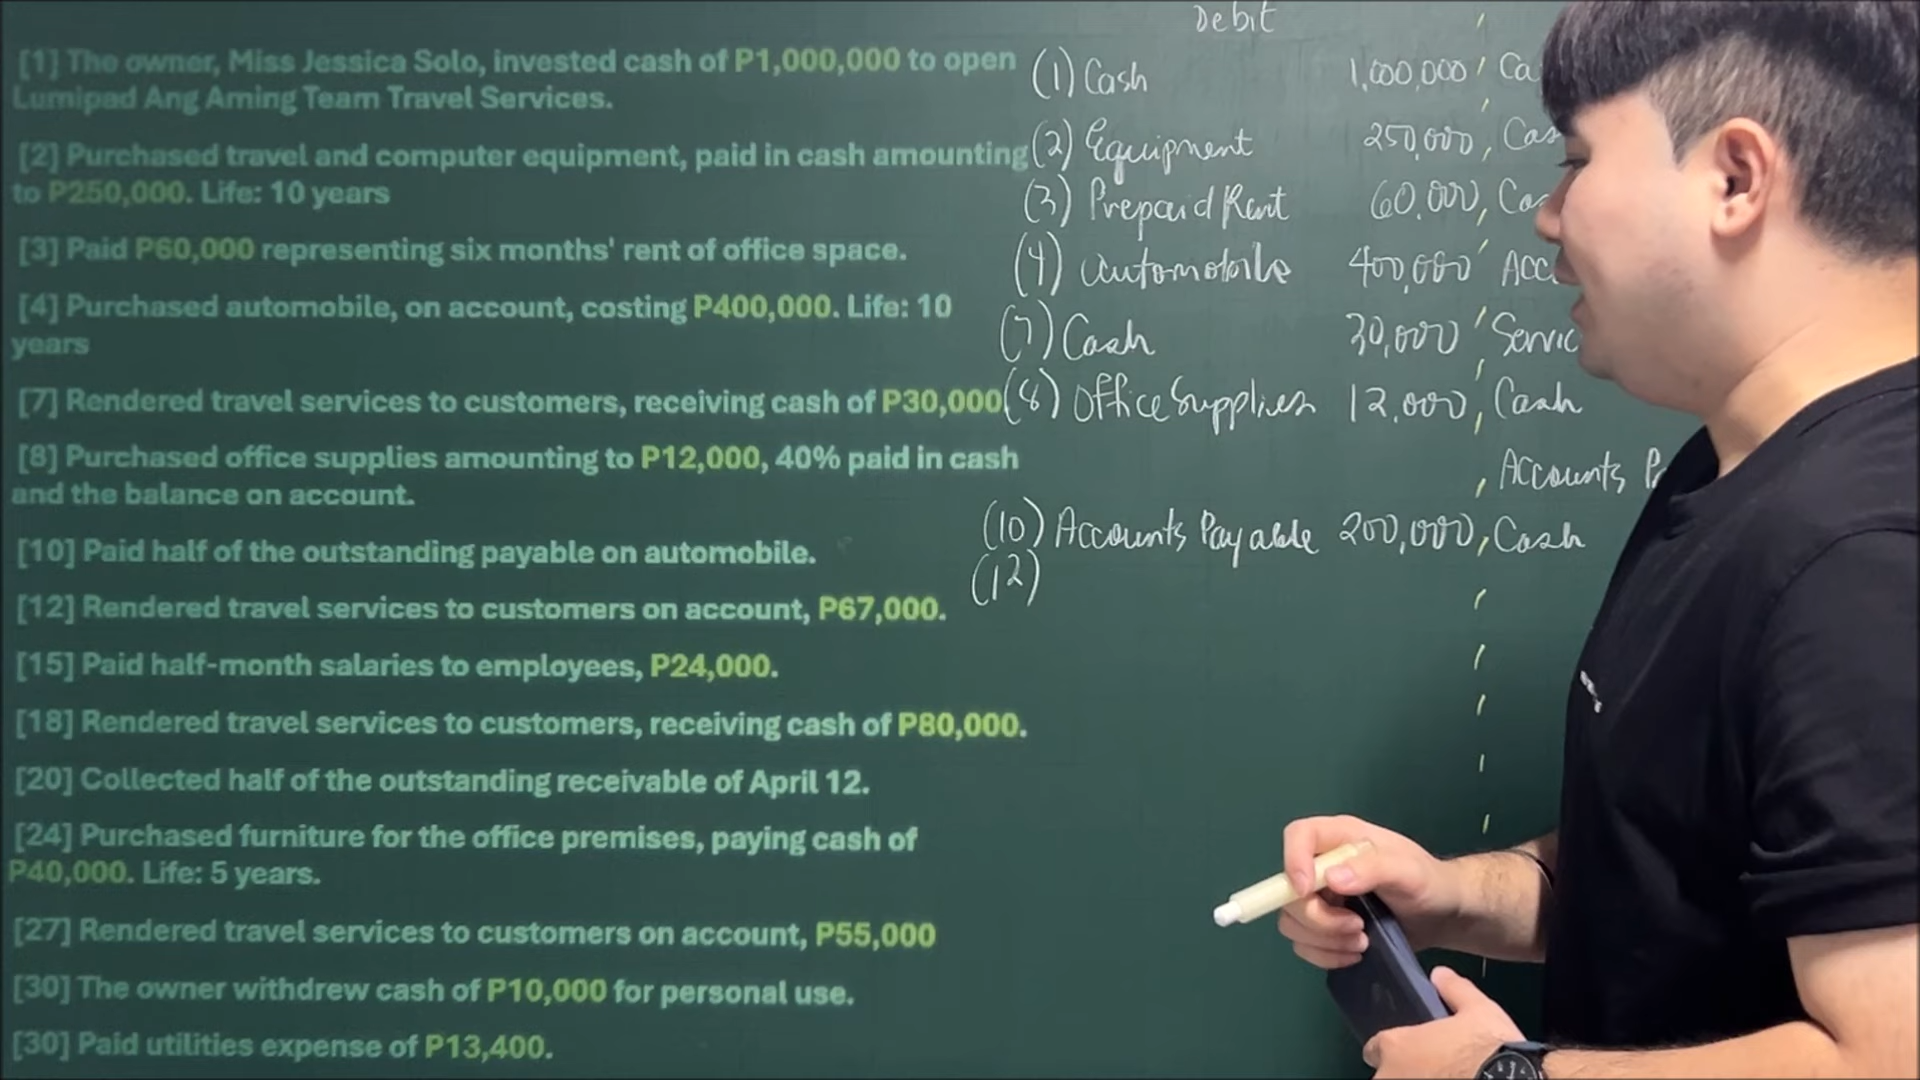 [1] The owner, Miss Jessica Solo, invested cash of P1,000,000 to open
Lumipad Ang Aming Team Travel Services.
[2] Purchased travel and computer equipment, paid in cash amounting
to P250,000. Life: 10 years
[3] Paid P60,000 representing six months' rent of office space.
[4] Purchased automobile, on account, costing P400,000. Life: 10
years
[7] Rendered travel services to customers, receiving cash of P30,000
[8] Purchased office supplies amounting to P12,000, 40% paid in cash
and the balance on account.
[10] Paid half of the outstanding payable on automobile.
[12] Rendered travel services to customers on account, P67,000.
[15] Paid half-month salaries to employees, P24,000.
[18] Rendered travel services to customers, receiving cash of P80,000.
[20] Collected half of the outstanding receivable of April 12.
[24] Purchased furniture for the office premises, paying cash of
P40,000. Life: 5 years.
[27] Rendered travel services to customers on account, P55,000
[30] The owner withdrew cash of P10,000 for personal use.
[30] Paid utilities expense of P13,400.
Debit
(1) Cash 1,000,000 Ca
(2) Equipment 250,000 Cas
(3) Prepaid Rent 60,000 Cas
(4) Automobile 400,000 Acc
(7) Cash 30,000 Servic
(8) Office Supplies 12,000 Cash
Accounts P
(10) Accounts Payable 200,000 Cash
(12)